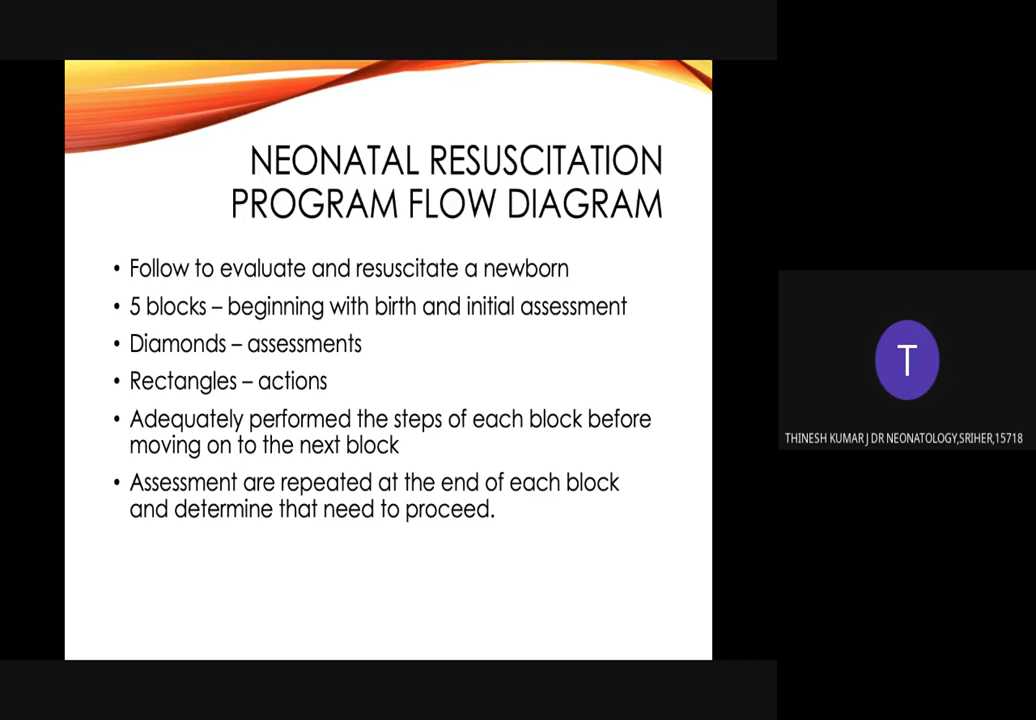 NEONATAL RESUSCITATION
PROGRAM FLOW DIAGRAM
• Follow to evaluate and resuscitate a newborn
• 5 blocks – beginning with birth and initial assessment
• Diamonds – assessments
• Rectangles – actions
• Adequately performed the steps of each block before
moving on to the next block
• Assessment are repeated at the end of each block
and determine that need to proceed.
T
THINESH KUMAR J DR NEONATOLOGY,SRIHER,15718